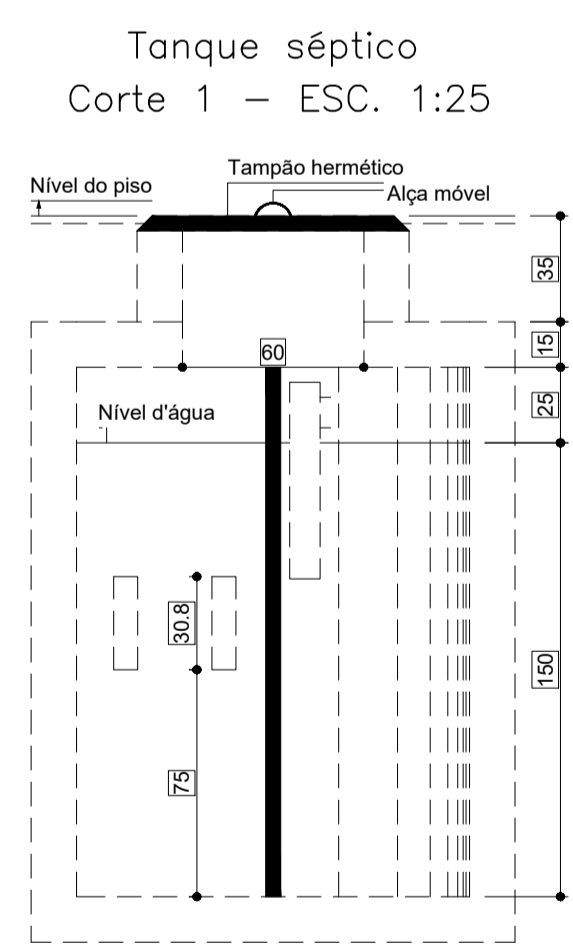 Tanque séptico
Corte 1 – ESC. 1:25
Tampão hermético
Nível do piso
Alça móvel
35
15
60
25
Nível d'água
30.8
150
75